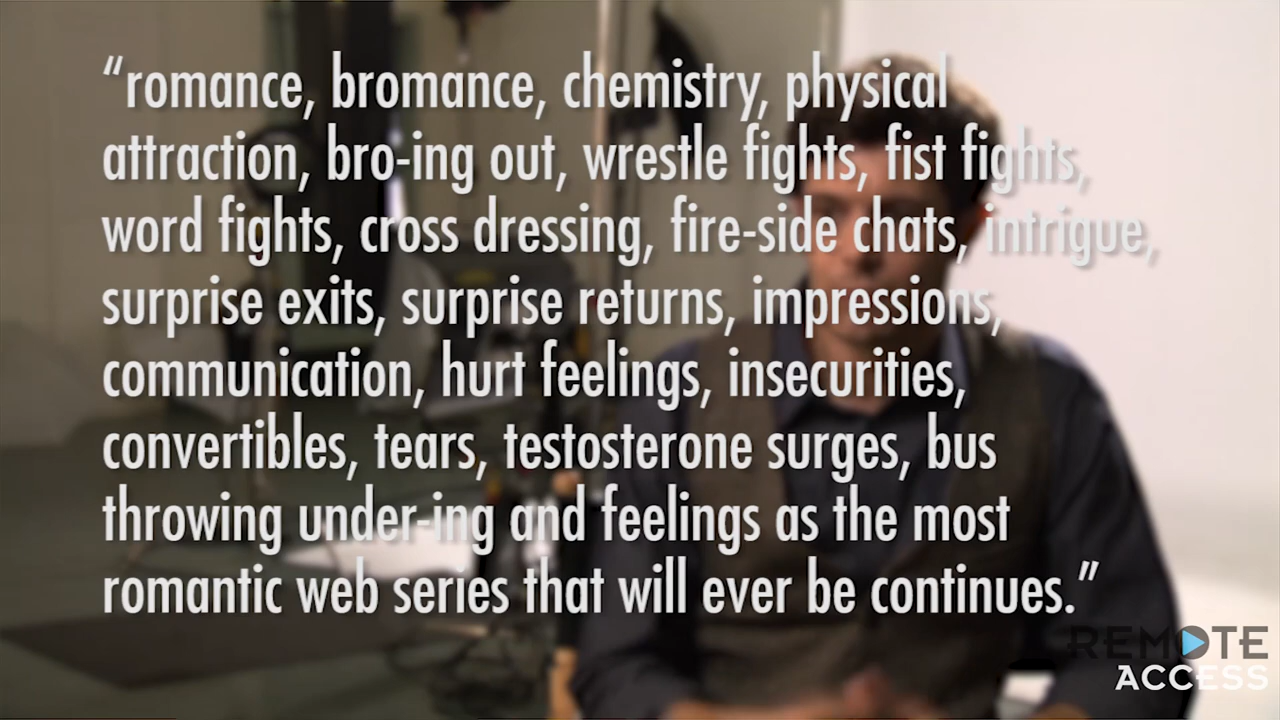 “romance, bromance, chemistry, physical
attraction, bro-ing out, wrestle fights, fist fights,
word fights, cross dressing, fire-side chats, intrigue,
surprise exits, surprise returns, impressions,
communication, hurt feelings, insecurities,
convertibles, tears, testosterone surges, bus
throwing under-ing and feelings as the most
romantic web series that will ever be continues.”
REMOTE
ACCESS